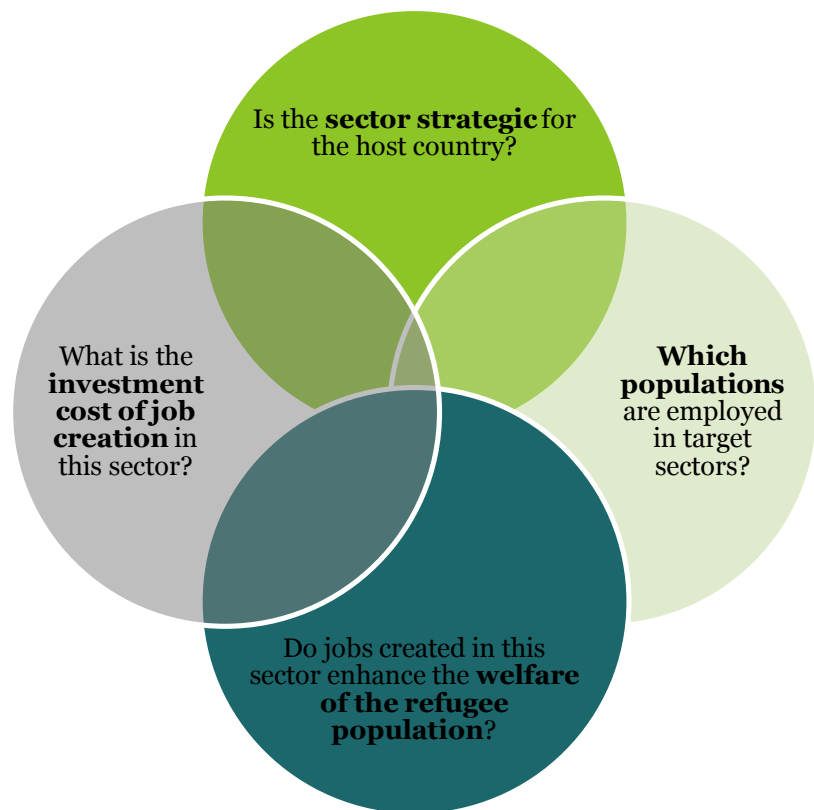 Is the sector strategic for
the host country?
What is the
investment
cost of job
creation in
this sector?
Which
populations
are employed
in target
sectors?
Do jobs created in this
sector enhance the welfare
of the refugee
population?